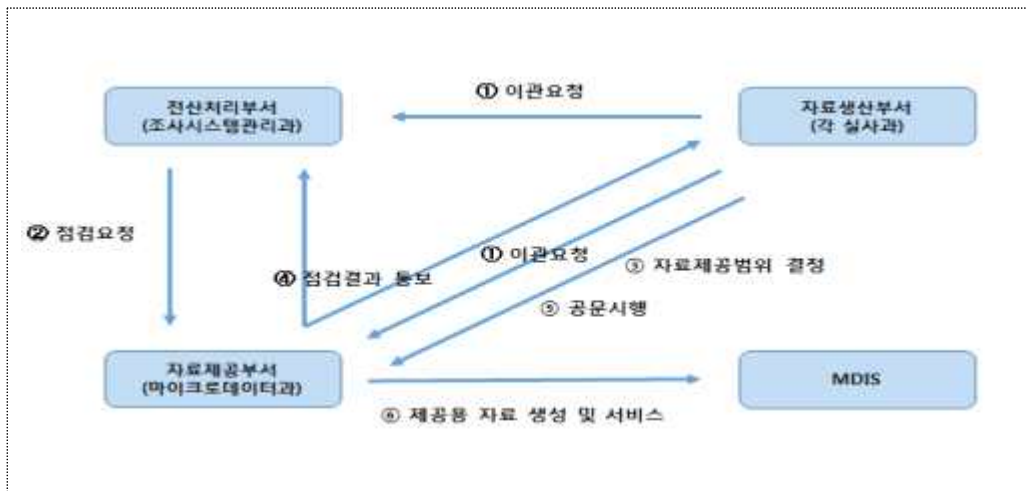 ① 이관요청
전산처리부서
(조사시스템관리과)
자료생산부서
(각 실사과)
② 점검요청
① 이관요청
③ 자료제공범위 결정
④ 점검결과 통보
⑤ 공문시행
자료제공부서
(마이크로데이터과)
MDIS
⑥ 제공용 자료 생성 및 서비스